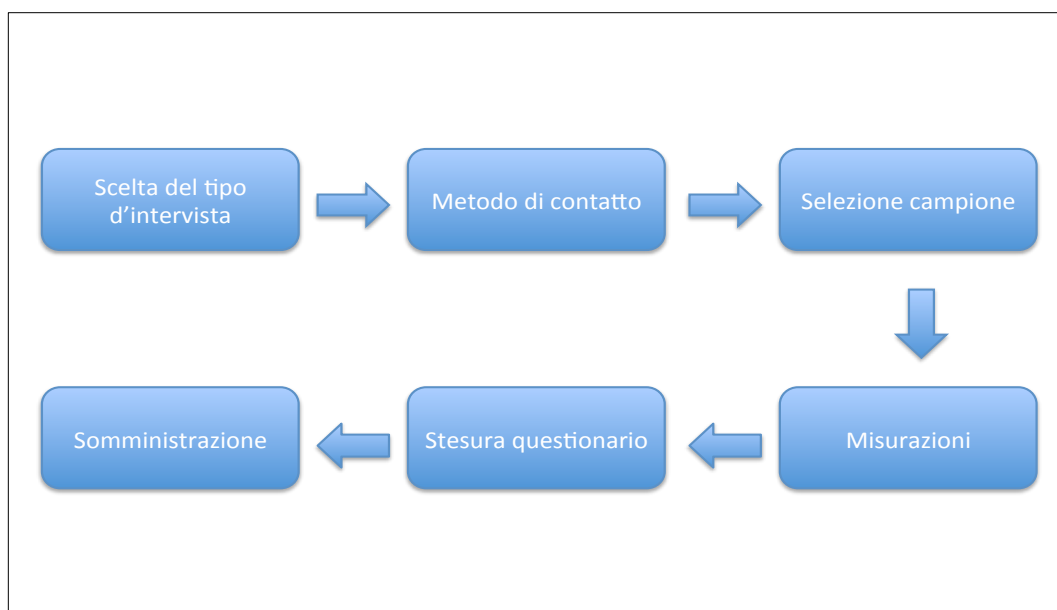 Scelta del tipo
d’intervista
Metodo di contatto
Selezione campione
Misurazioni
Stesura questionario
Somministrazione